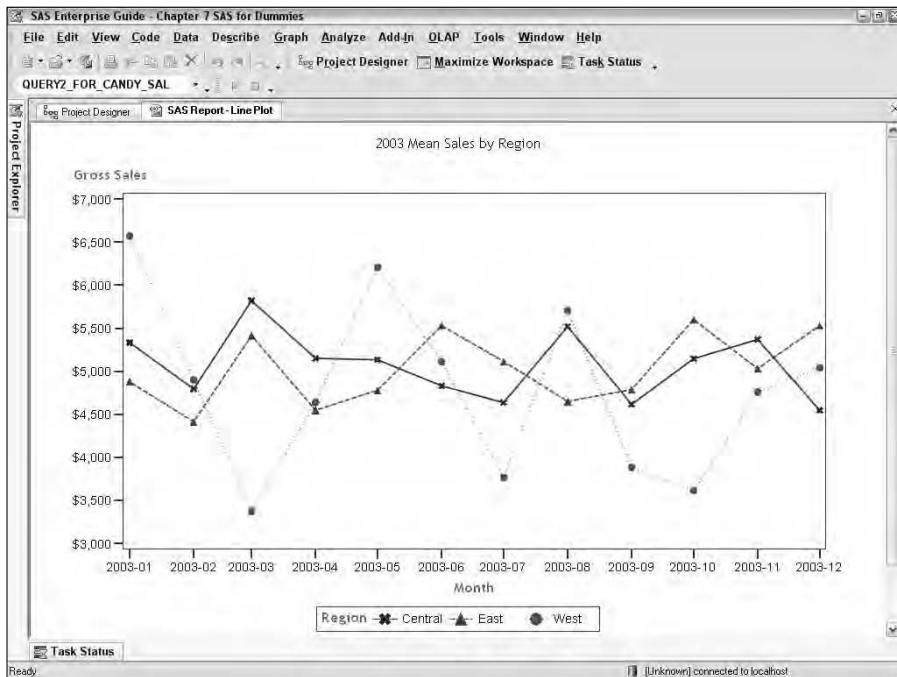 SAS Enterprise Guide - Chapter 7 SAS for Dummies
File Edit View Code Data Describe Graph Analyze Add-In OLAP Tools Window Help
Project Designer Maximize Workspace Task Status
QUERY2_FOR_CANDY_SAL
Project Designer SAS Report - Line Plot
Project Explorer
2003 Mean Sales by Region
Gross Sales
$7,000
$6,500
$6,000
$5,500
$5,000
$4,500
$4,000
$3,500
$3,000
2003-01 2003-02 2003-03 2003-04 2003-05 2003-06 2003-07 2003-08 2003-09 2003-10 2003-11 2003-12
Month
Region Central East West
Task Status
Ready [Unknown] connected to localhost